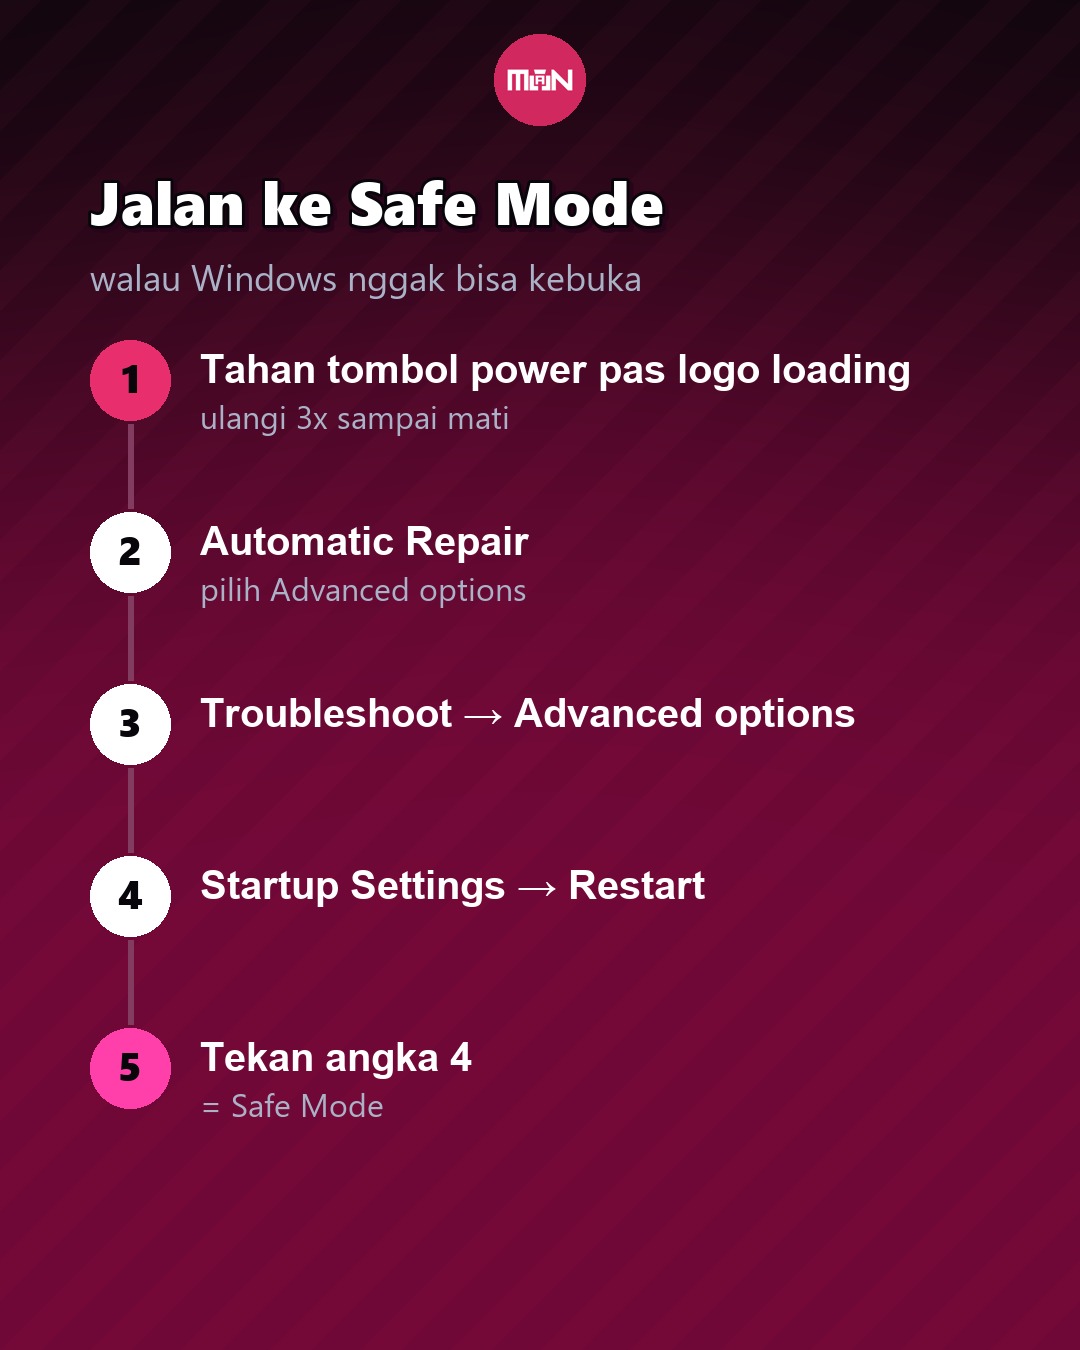 MAIN
Jalan ke Safe Mode
walau Windows nggak bisa kebuka
1
Tahan tombol power pas logo loading
ulangi 3x sampai mati
2
Automatic Repair
pilih Advanced options
3
Troubleshoot → Advanced options
4
Startup Settings → Restart
5
Tekan angka 4
= Safe Mode